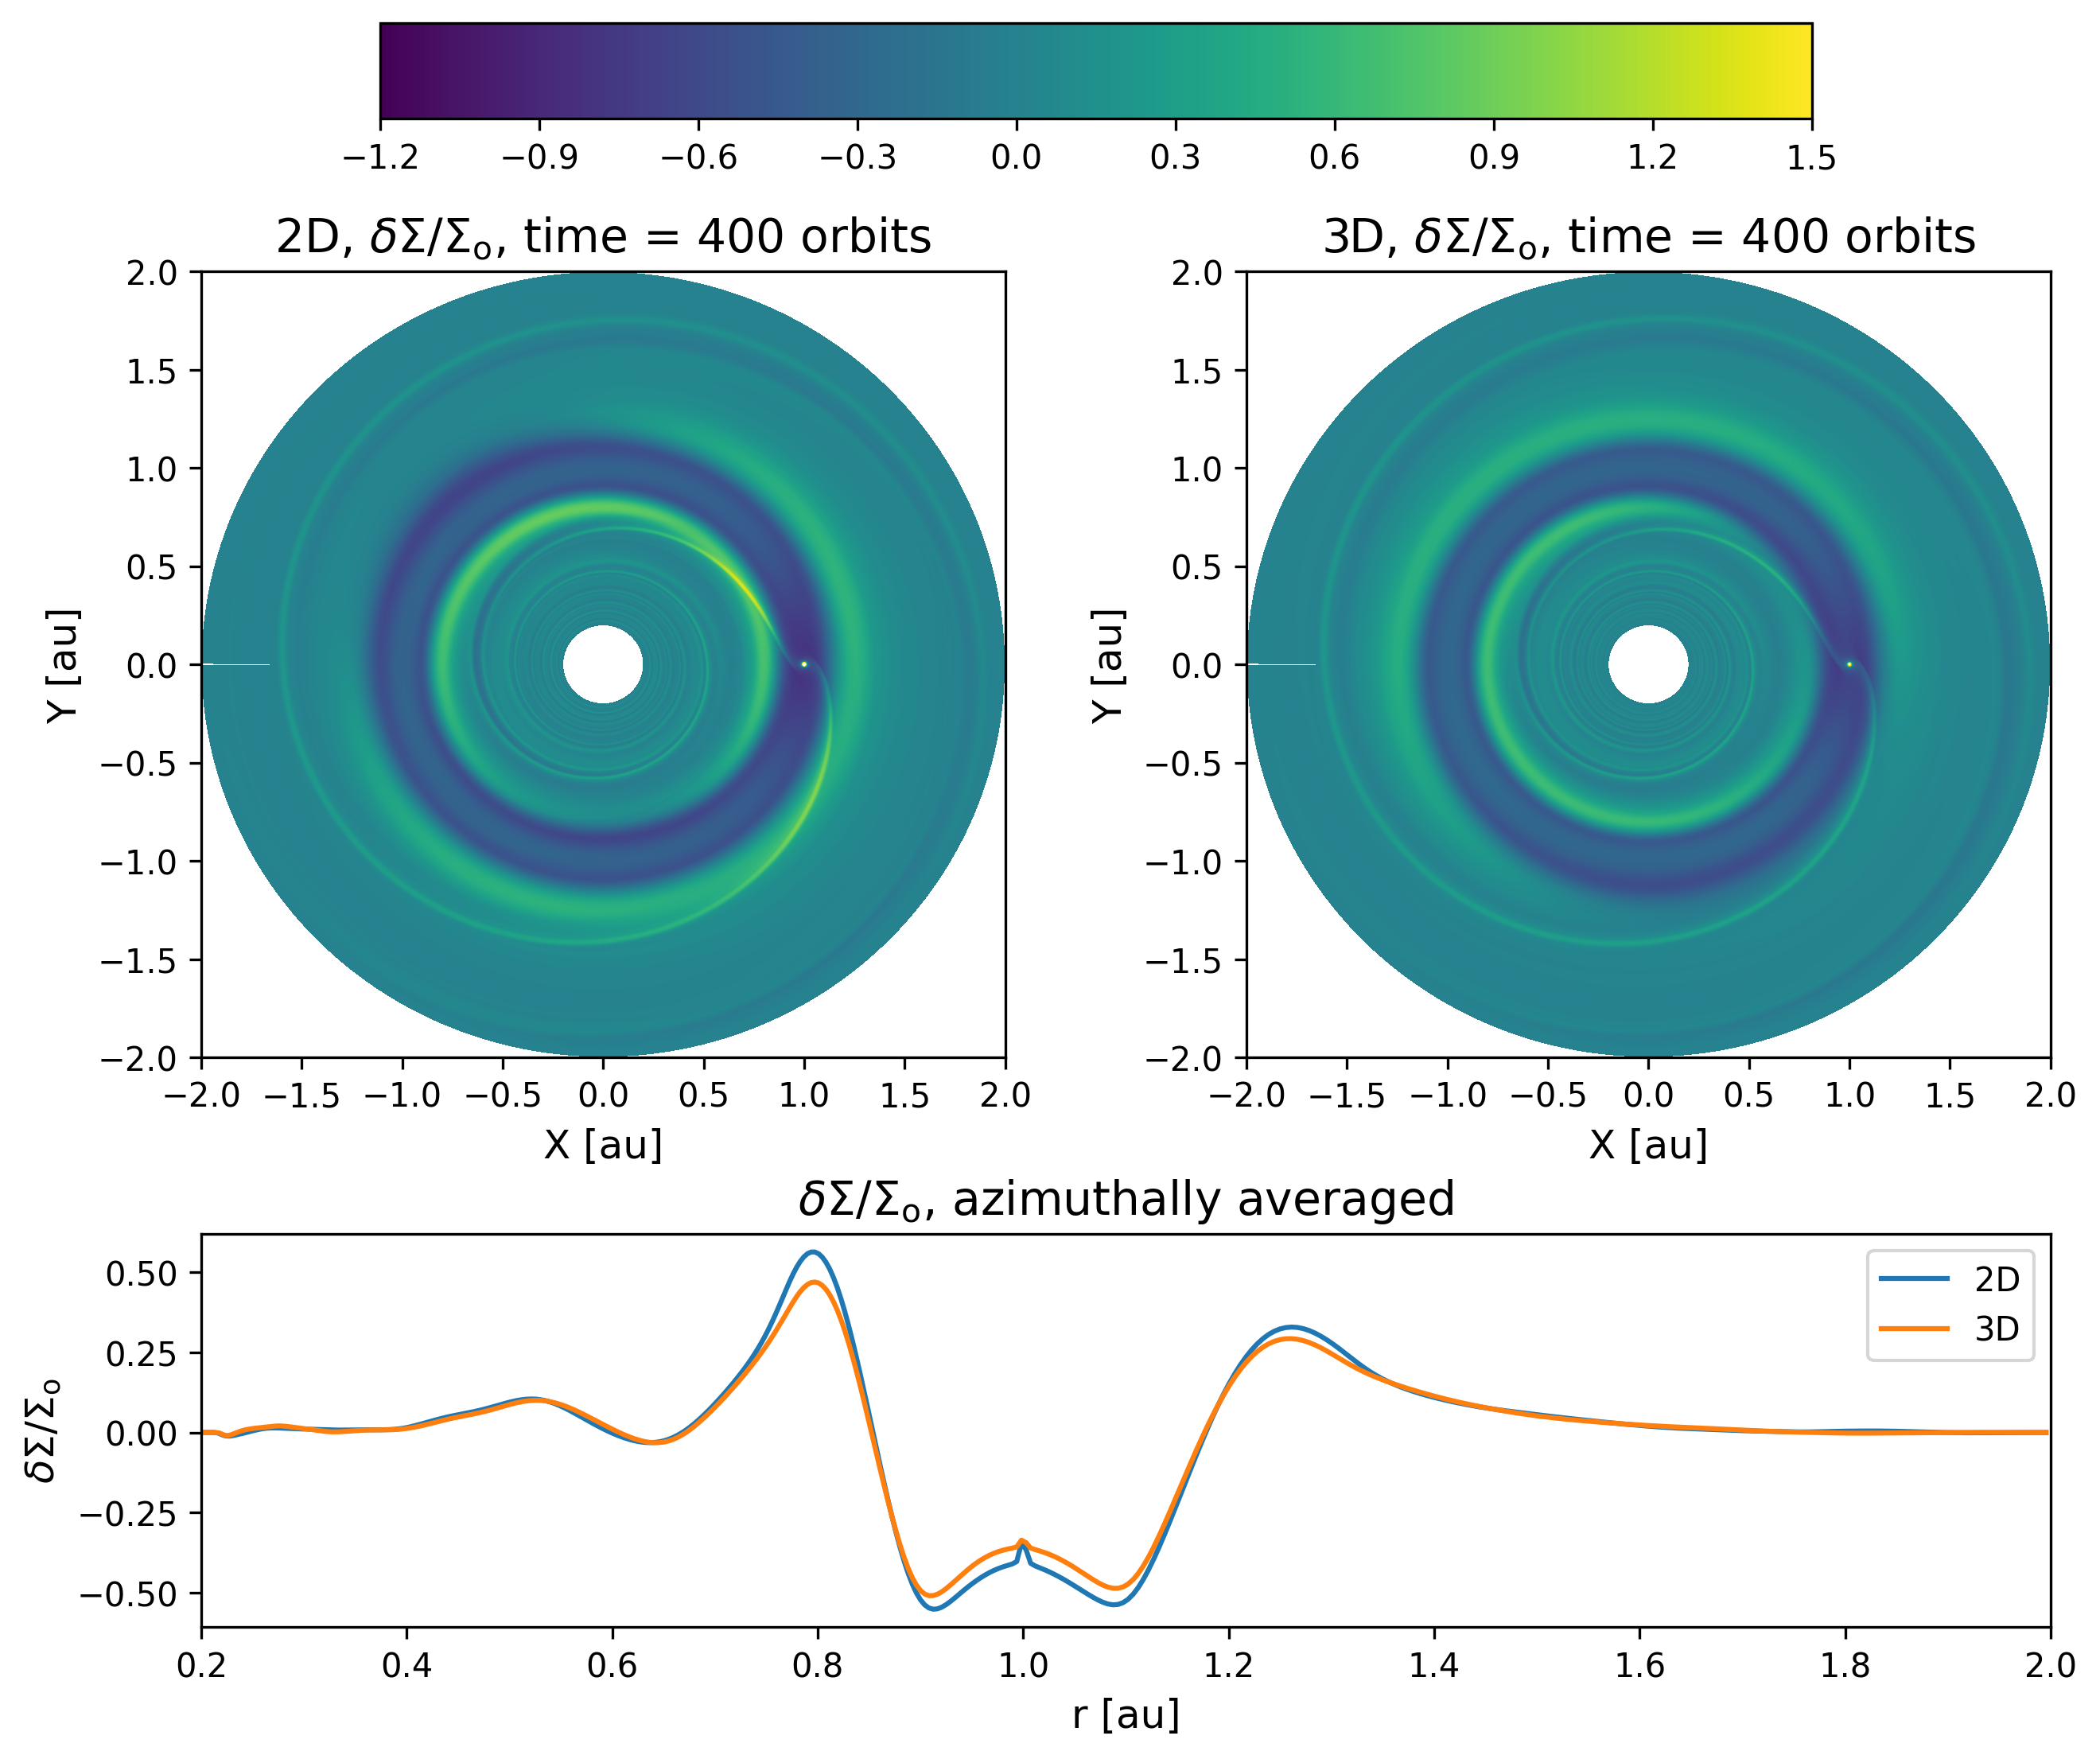 −1.2 −0.9 −0.6 −0.3 0.0 0.3 0.6 0.9 1.2 1.5
2D, δΣ/Σo, time = 400 orbits
2.0
1.5
1.0
0.5
0.0
−0.5
−1.0
−1.5
−2.0
Y [au]
−2.0 −1.5 −1.0 −0.5 0.0 0.5 1.0 1.5 2.0
X [au]
3D, δΣ/Σo, time = 400 orbits
2.0
1.5
1.0
0.5
0.0
−0.5
−1.0
−1.5
−2.0
Y [au]
−2.0 −1.5 −1.0 −0.5 0.0 0.5 1.0 1.5 2.0
X [au]
δΣ/Σo, azimuthally averaged
0.50
0.25
0.00
−0.25
−0.50
δΣ/Σo
2D
3D
0.2 0.4 0.6 0.8 1.0 1.2 1.4 1.6 1.8 2.0
r [au]